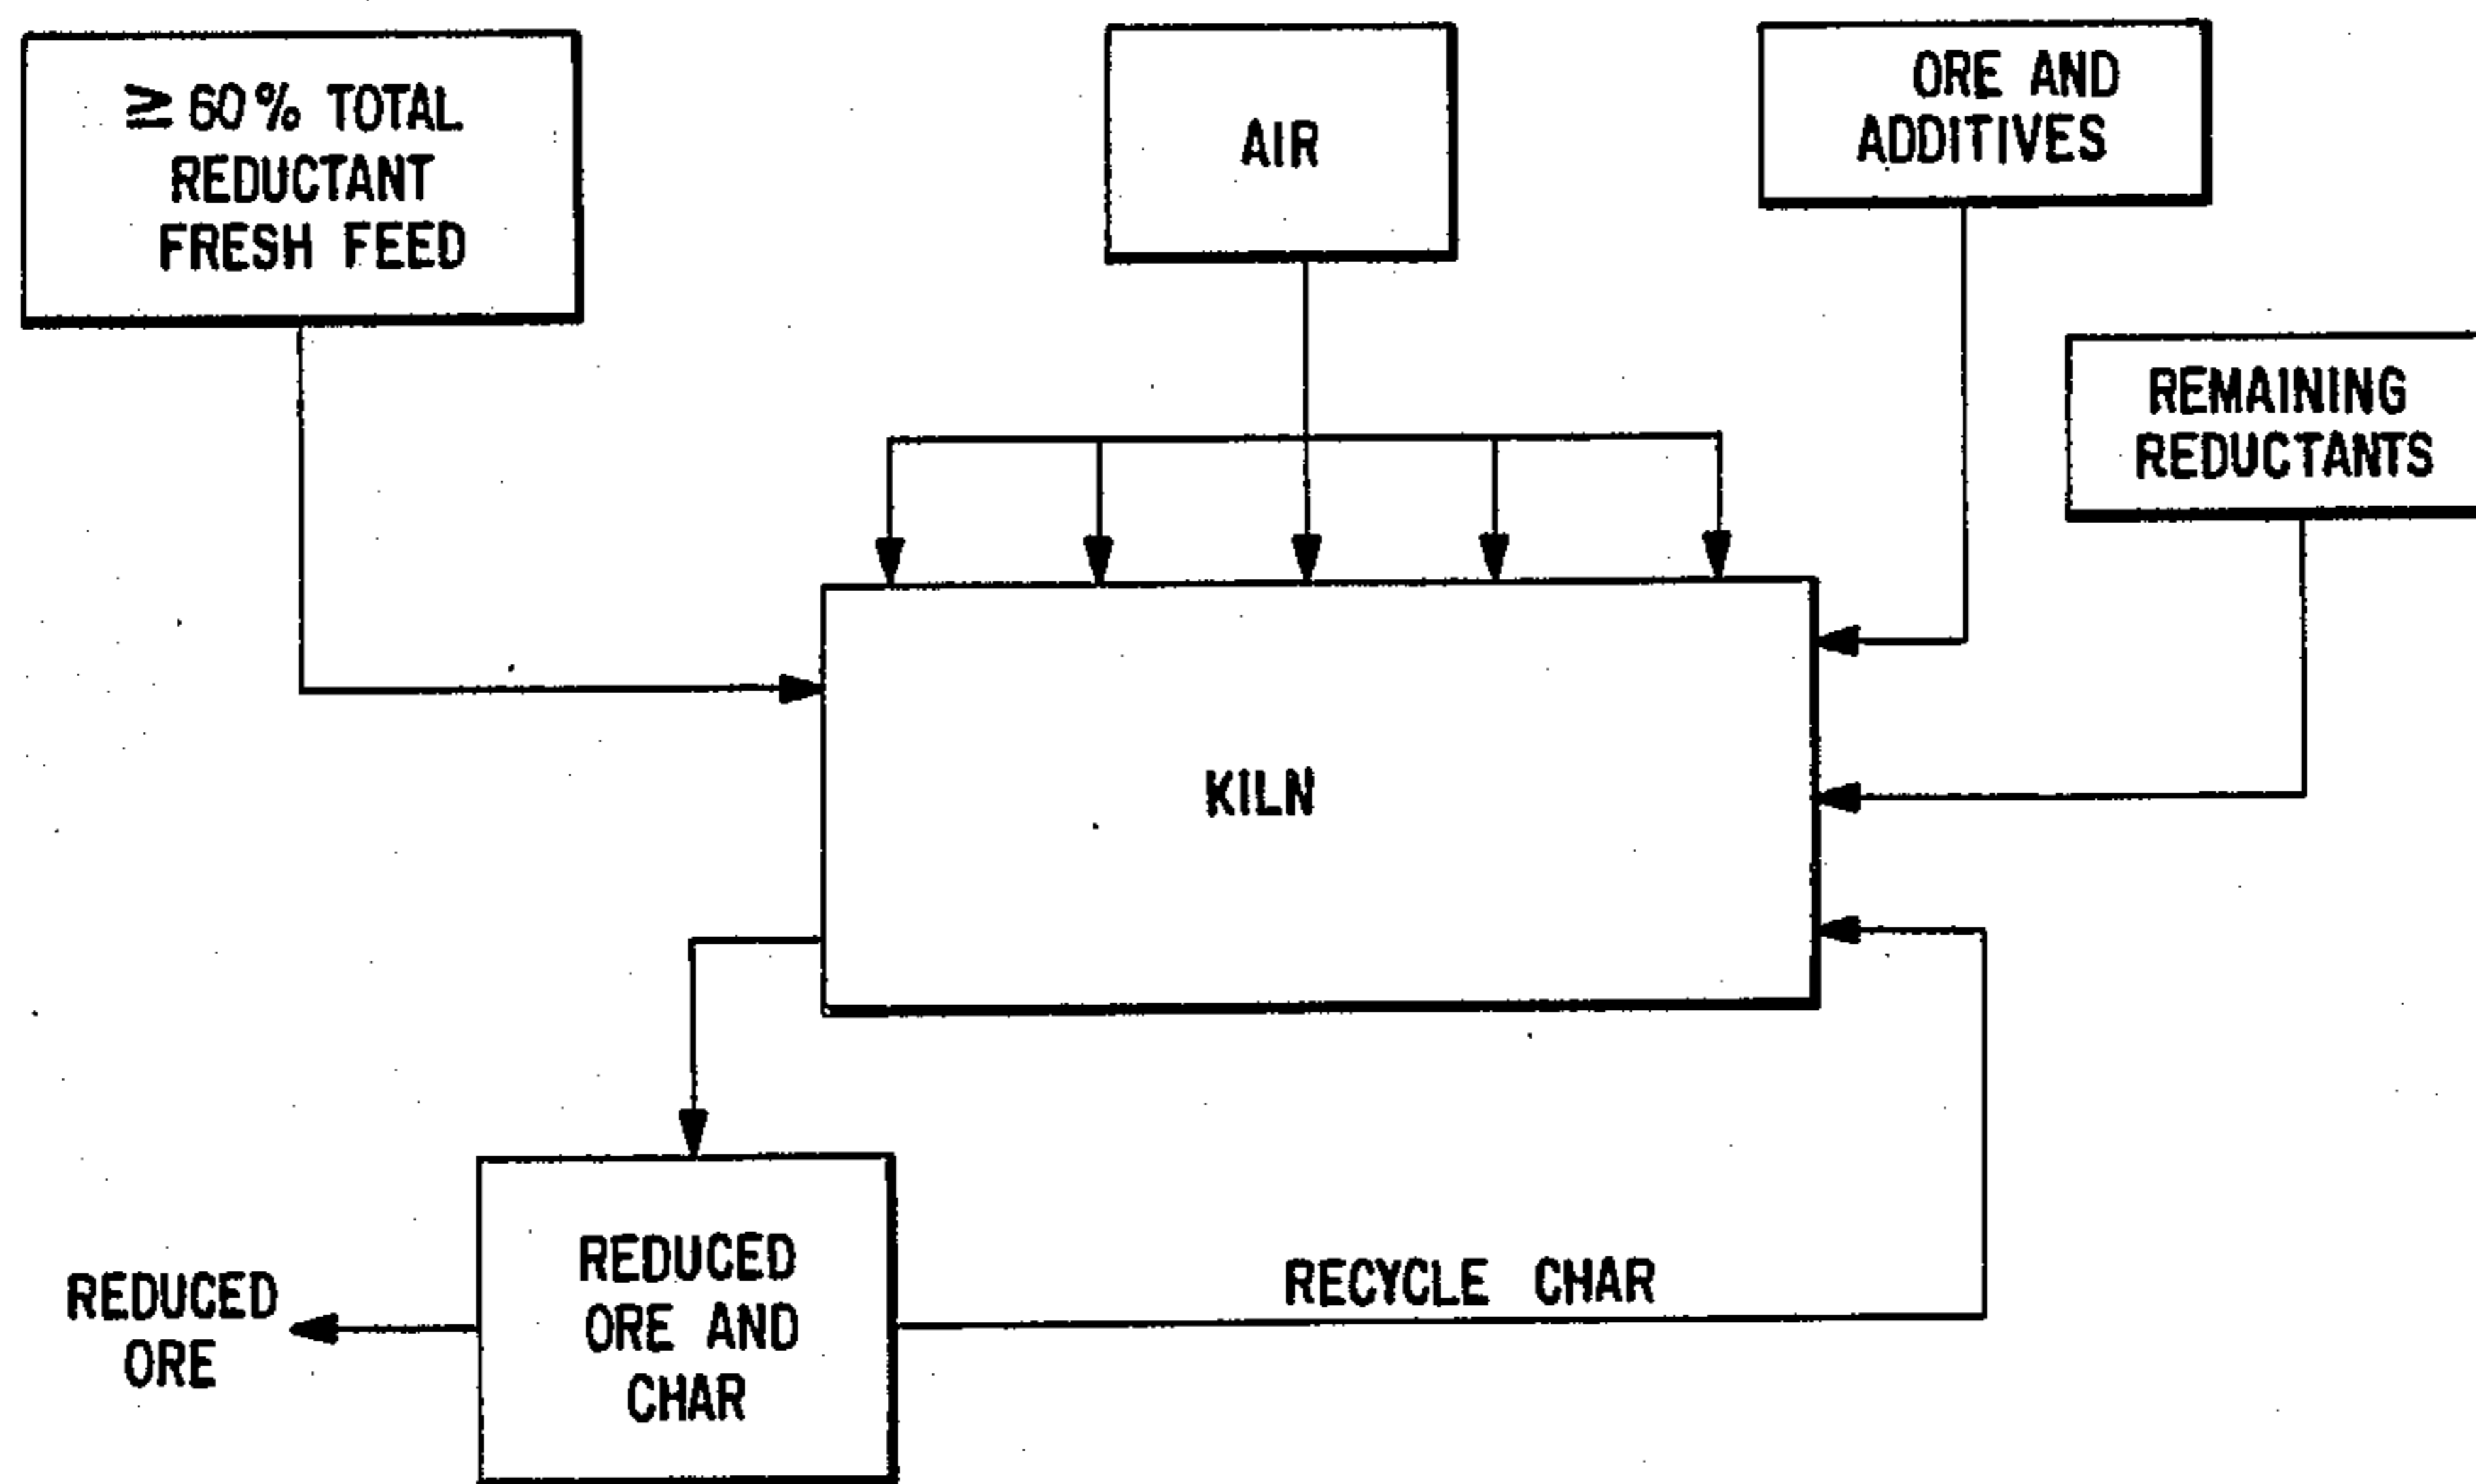 ≥ 60% TOTAL
REDUCTANT
FRESH FEED
AIR
ORE AND
ADDITIVES
REMAINING
REDUCTANTS
KILN
REDUCED
ORE AND
CHAR
REDUCED
ORE
RECYCLE CHAR